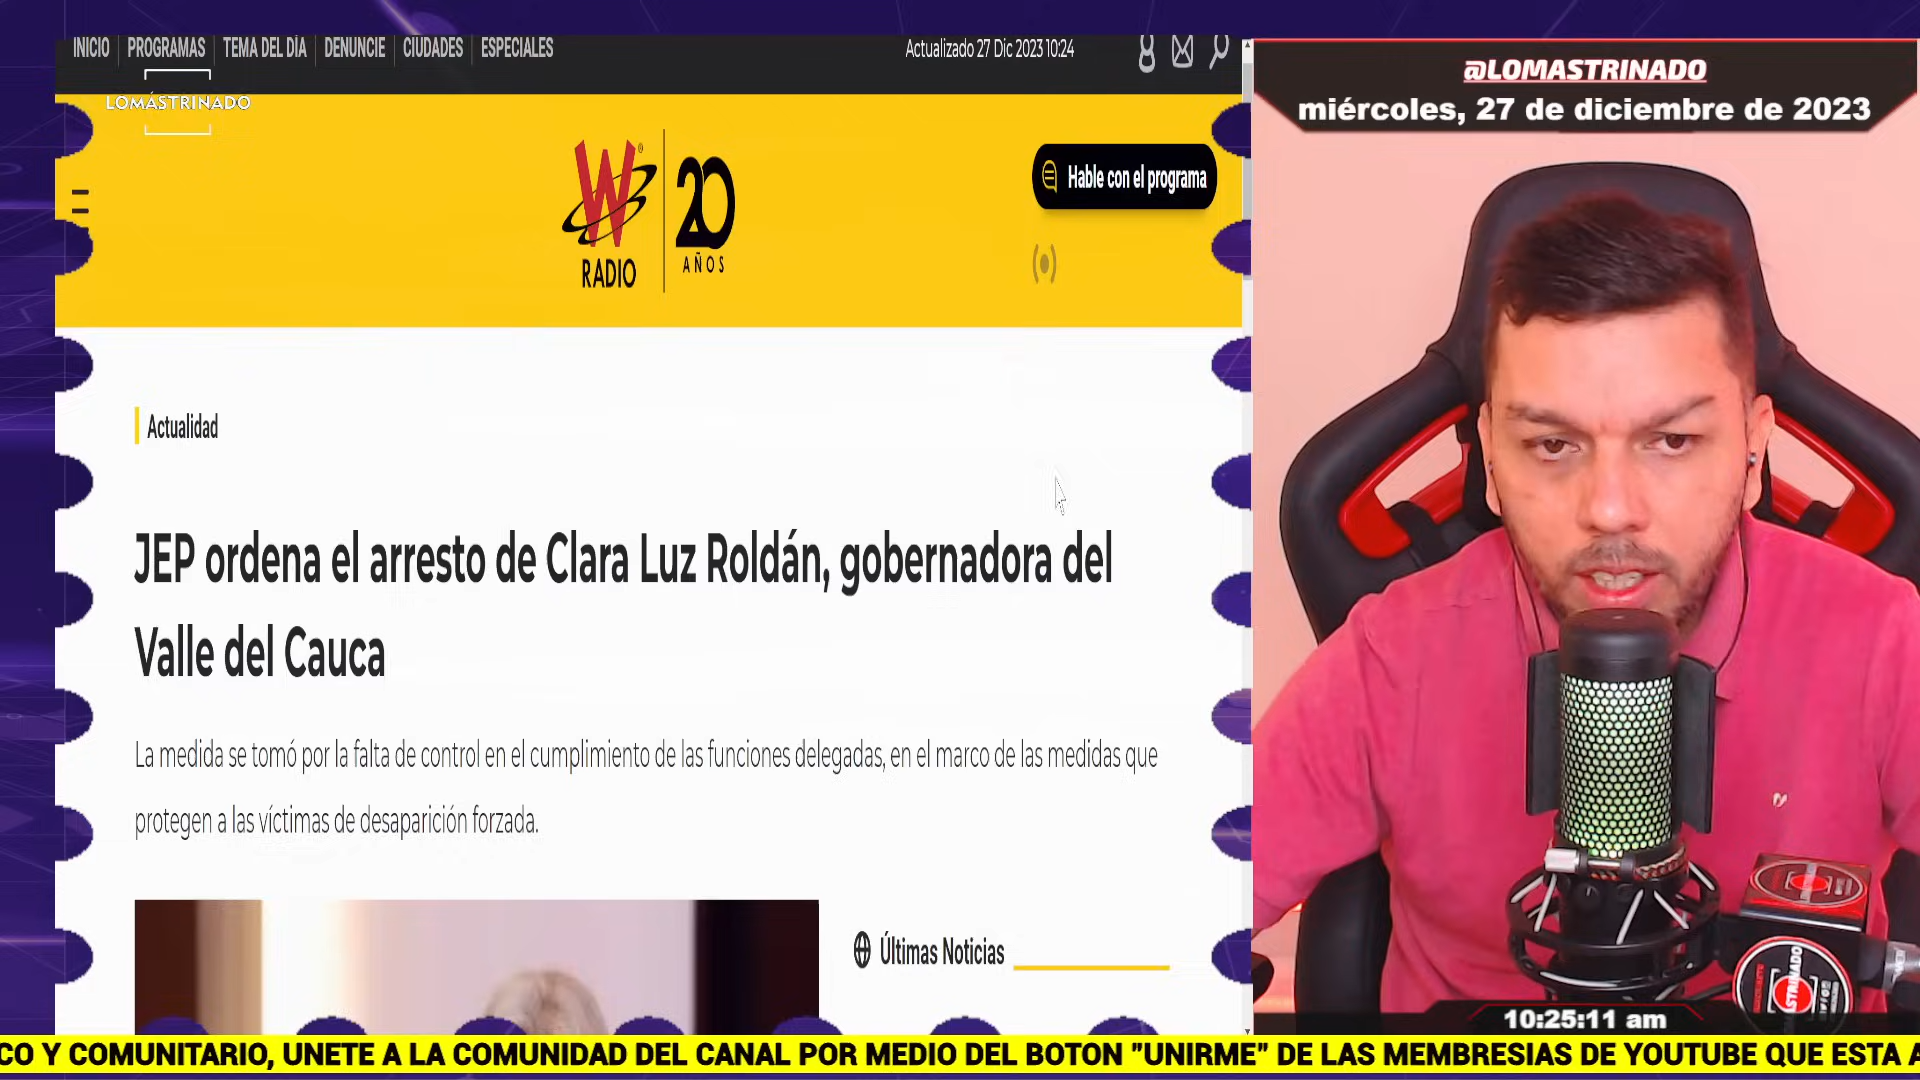 INICIO PROGRAMAS TEMA DEL DÍA DENUNCIE CIUDADES ESPECIALES
Actualizado 27 Dic 2023 10:24
LOMÁSTRINADO
W
RADIO
20
AÑOS
Hable con el programa
Actualidad
JEP ordena el arresto de Clara Luz Roldán, gobernadora del
Valle del Cauca
La medida se tomó por la falta de control en el cumplimiento de las funciones delegadas, en el marco de las medidas que
protegen a las víctimas de desaparición forzada.
Últimas Noticias
@LOMASTRINADO
miércoles, 27 de diciembre de 2023
10:25:11 am
CO Y COMUNITARIO, UNETE A LA COMUNIDAD DEL CANAL POR MEDIO DEL BOTON "UNIRME" DE LAS MEMBRESIAS DE YOUTUBE QUE ESTA A